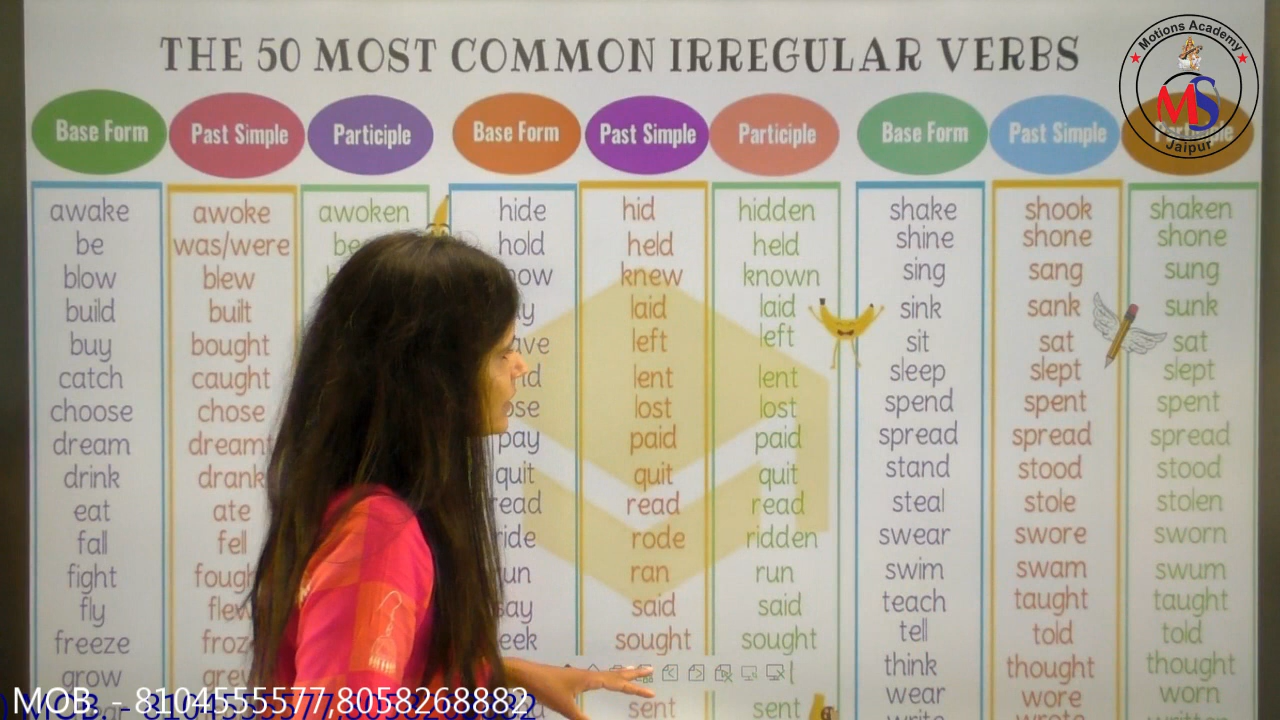 THE 50 MOST COMMON IRREGULAR VERBS
Motions Academy
MS
Jaipur
Base Form Past Simple Participle Base Form Past Simple Participle Base Form Past Simple Participle
awake awoke awoken hide hid hidden shake shook shaken
be was/were hold held held shine shone shone
blow blew knew known sing sang sung
build built laid laid sink sank sunk
buy bought left left sit sat sat
catch caught lent lent sleep slept slept
choose chose lost lost spend spent spent
dream dreamt pay paid paid spread spread spread
drink drank quit quit quit stand stood stood
eat ate read read read steal stole stolen
fall fell ride rode ridden swear swore sworn
fight ran run swim swam swum
fly flew say said said teach taught taught
freeze sought sought tell told told
grow grew think thought thought
sent sent wear wore worn
MOB. - 8104555577,8058268882